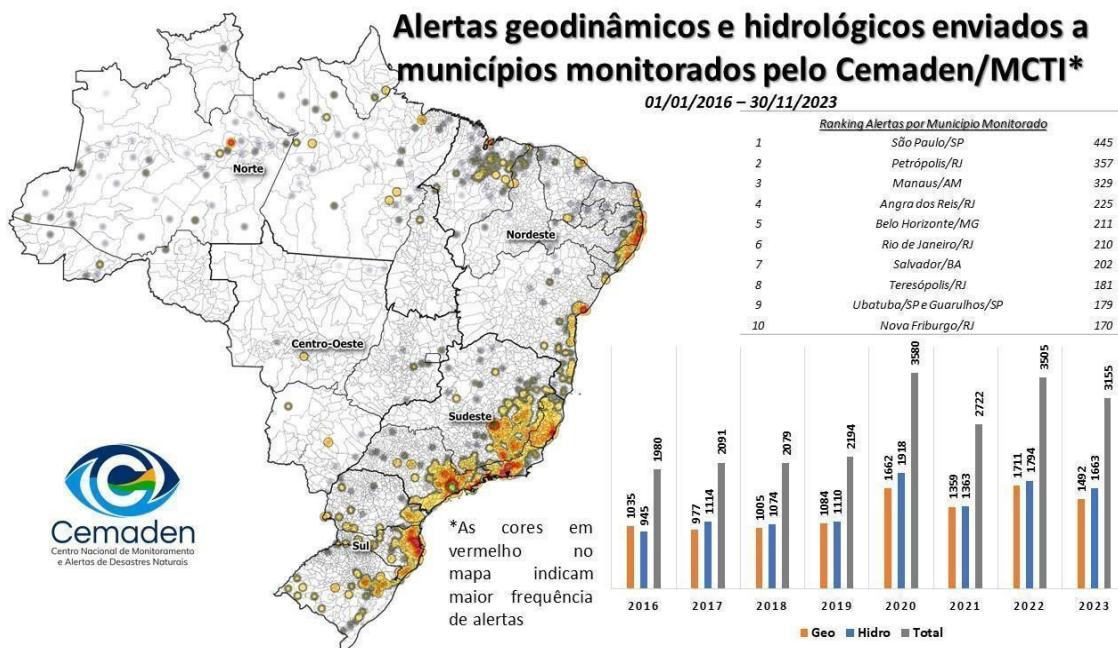 Alertas geodinâmicos e hidrológicos enviados a
municípios monitorados pelo Cemaden/MCTI*
01/01/2016 – 30/11/2023
Ranking Alertas por Município Monitorado
1 São Paulo/SP 445
2 Petrópolis/RJ 357
3 Manaus/AM 329
4 Angra dos Reis/RJ 225
5 Belo Horizonte/MG 211
6 Rio de Janeiro/RJ 210
7 Salvador/BA 202
8 Teresópolis/RJ 181
9 Ubatuba/SP e Guarulhos/SP 179
10 Nova Friburgo/RJ 170
Norte
Nordeste
Centro-Oeste
Sudeste
Sul
Cemaden
Centro Nacional de Monitoramento
e Alertas de Desastres Naturais
*As cores em
vermelho no
mapa indicam
maior frequência
de alertas
1035 945 1980
977 1114 2091
1005 1074 2079
1084 1110 2194
1662 1918 3580
1359 1363 2722
1711 1794 3505
1492 1663 3155
2016 2017 2018 2019 2020 2021 2022 2023
Geo Hidro Total